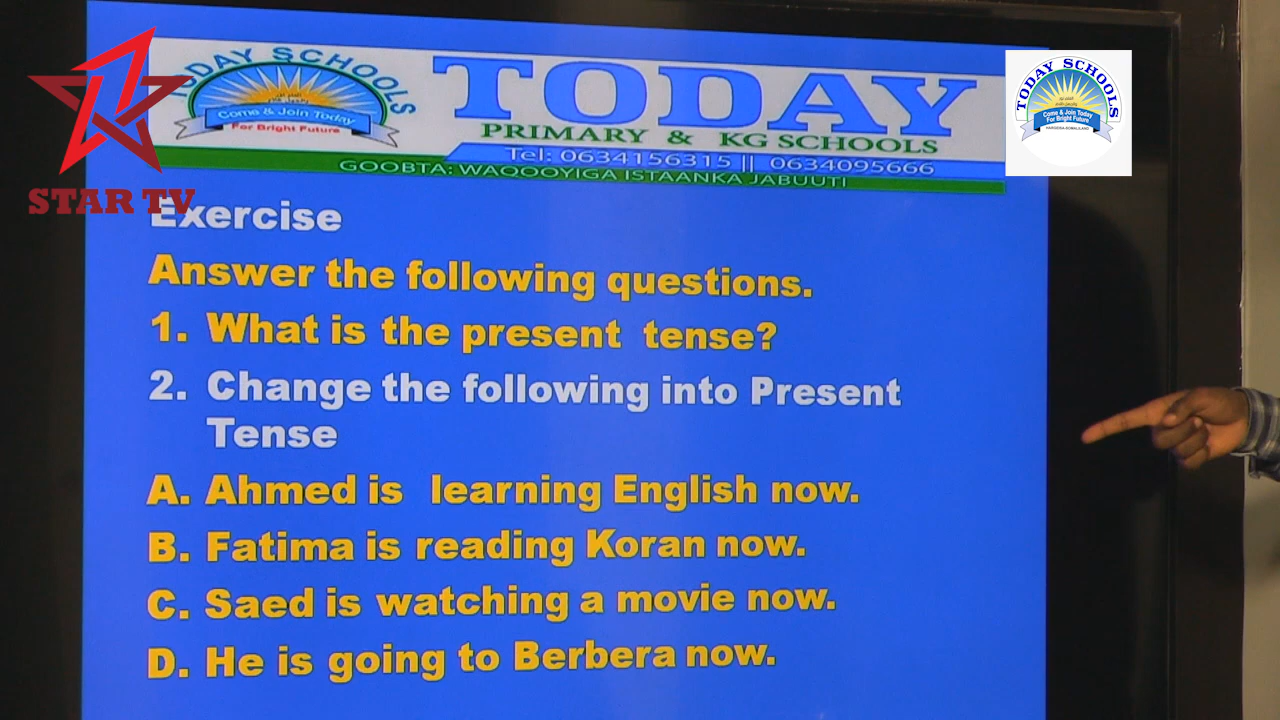 STAR TV
TODAY SCHOOLS
Come & Join Today
For Bright Future
TODAY
PRIMARY & KG SCHOOLS
Tel: 0634156315 || 0634095666
GOOBTA: WAQOOYIGA ISTAANKA JABUUTI
TODAY SCHOOLS
Come & Join Today
For Bright Future
HARGEISA-SOMALILAND
Exercise
Answer the following questions.
1. What is the present tense?
2. Change the following into Present
Tense
A. Ahmed is learning English now.
B. Fatima is reading Koran now.
C. Saed is watching a movie now.
D. He is going to Berbera now.